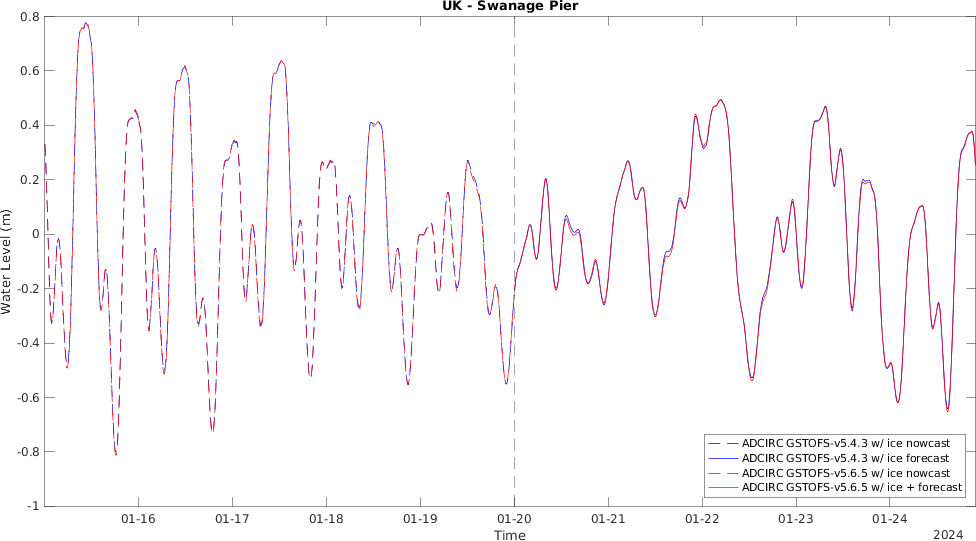 UK - Swanage Pier
0.8
0.6
0.4
0.2
0
-0.2
-0.4
-0.6
-0.8
-1
Water Level (m)
01-16
01-17
01-18
01-19
01-20
01-21
01-22
01-23
01-24
Time
2024
ADCIRC GSTOFS-v5.4.3 w/ ice nowcast
ADCIRC GSTOFS-v5.4.3 w/ ice forecast
ADCIRC GSTOFS-v5.6.5 w/ ice nowcast
ADCIRC GSTOFS-v5.6.5 w/ ice + forecast